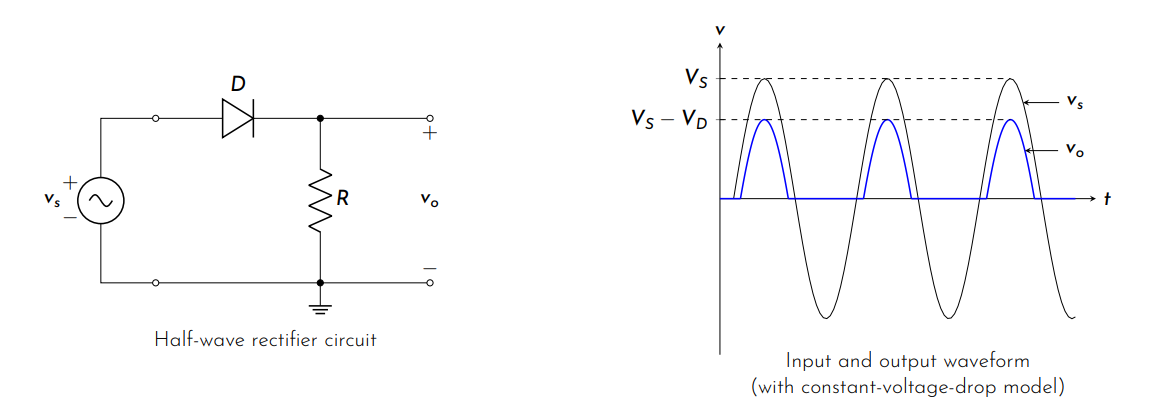 D
+
+
vs
−
R
vo
−
Half-wave rectifier circuit
v
VS
VS − VD
vs
vo
t
Input and output waveform
(with constant-voltage-drop model)